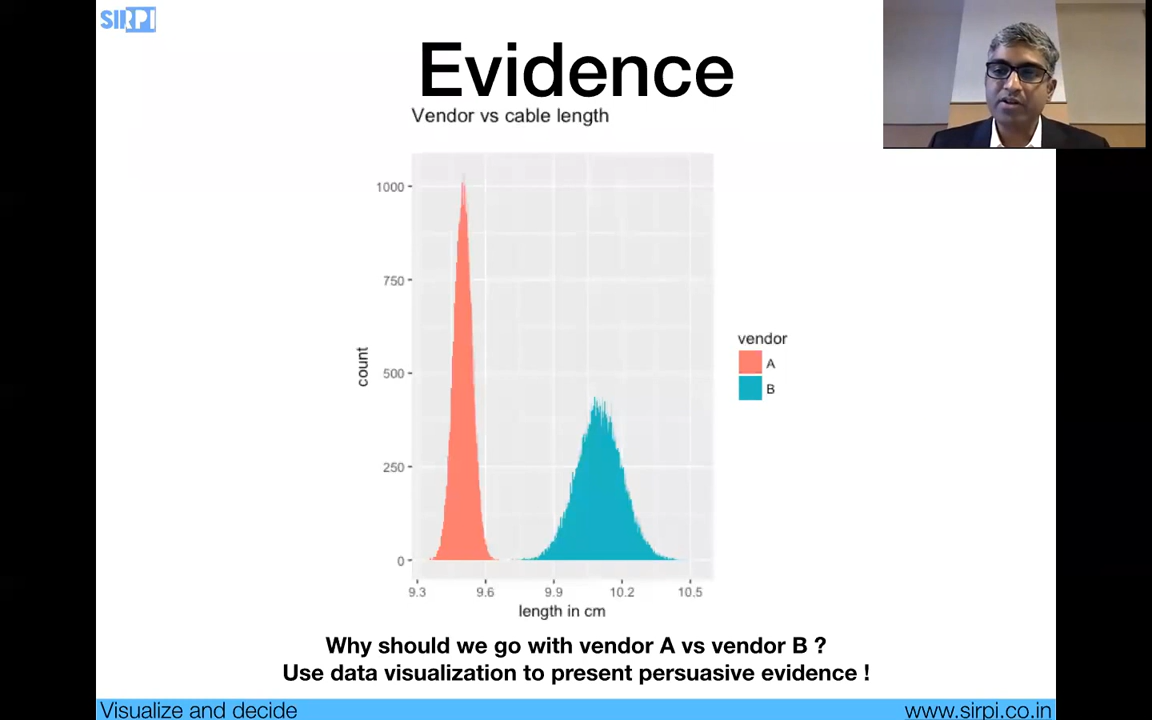 SIRPI
Evidence
Vendor vs cable length
1000
750
500
250
0
count
9.3 9.6 9.9 10.2 10.5
length in cm
vendor
A
B
Why should we go with vendor A vs vendor B ?
Use data visualization to present persuasive evidence !
Visualize and decide www.sirpi.co.in